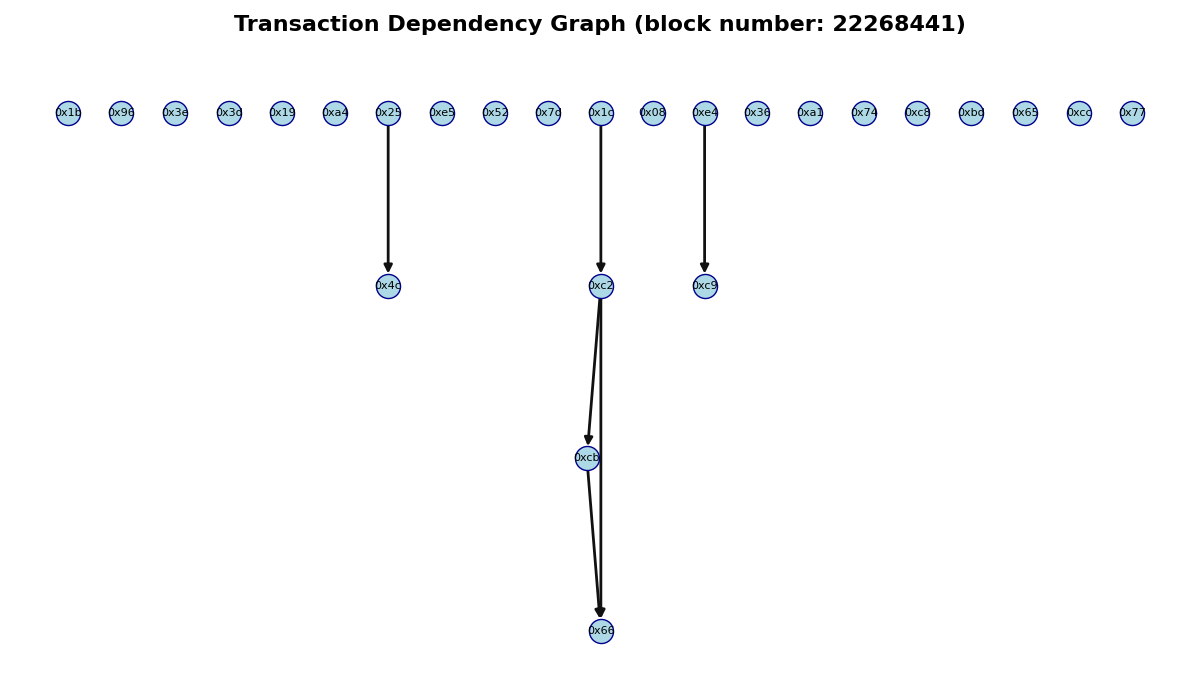 Transaction Dependency Graph (block number: 22268441)
0x1b 0x96 0x3e 0x3d 0x19 0xa4 0x25 0xe5 0x52 0x7d 0x1c 0x08 0xe4 0x36 0xa1 0x74 0xc8 0xbd 0x65 0xcc 0x77
0x4c 0xc2 0xc9
0xcb
0x66